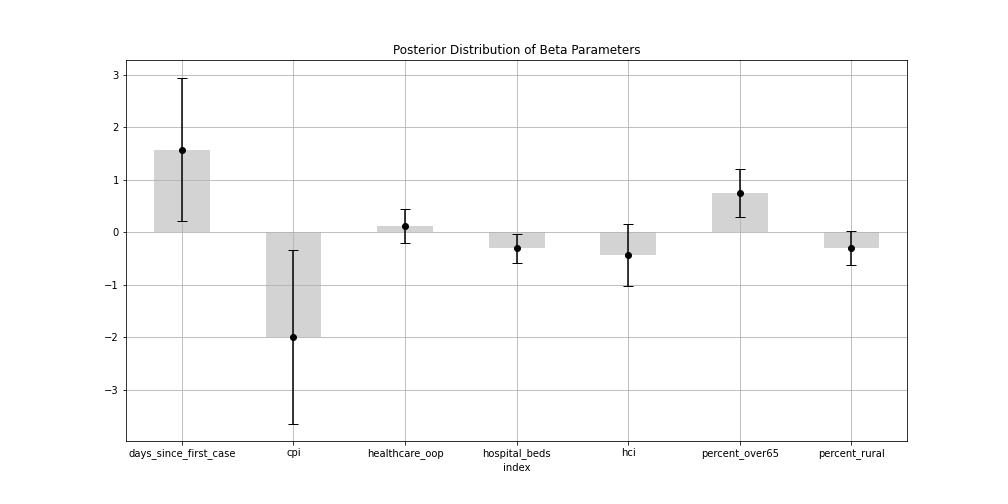 Posterior Distribution of Beta Parameters
3
2
1
0
−1
−2
−3
days_since_first_case cpi healthcare_oop hospital_beds hci percent_over65 percent_rural
index